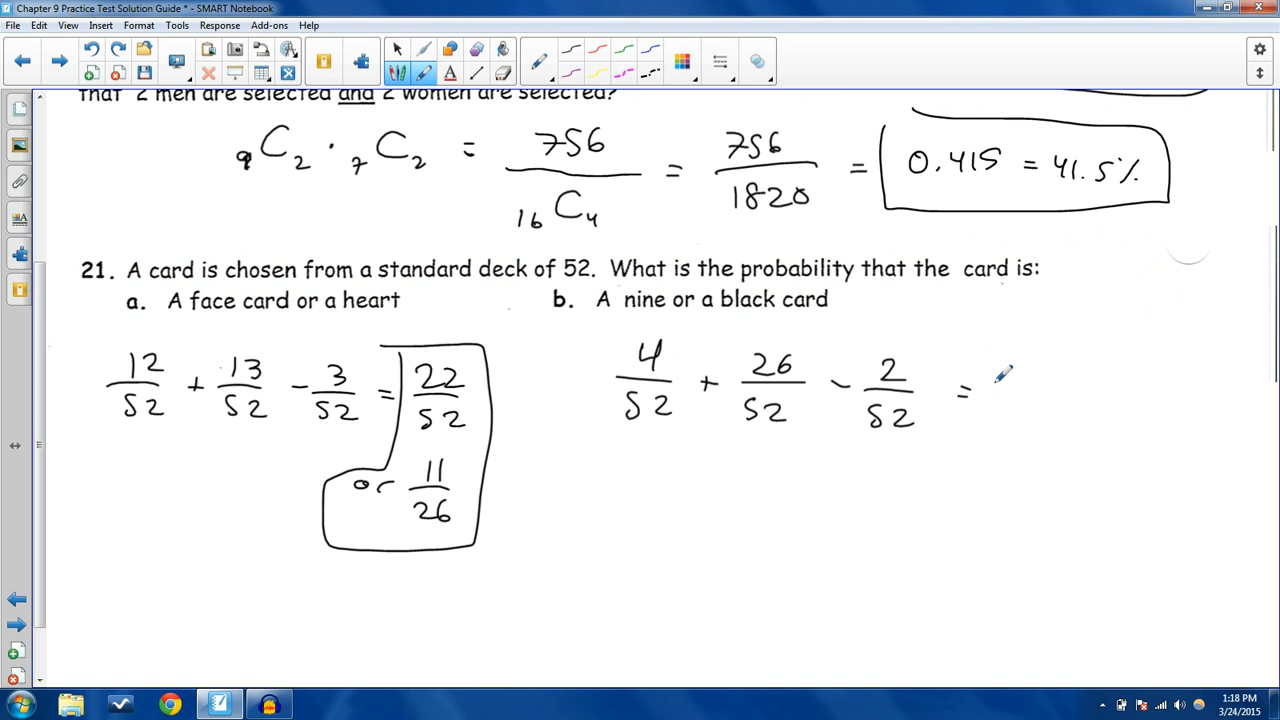 Chapter 9 Practice Test Solution Guide * - SMART Notebook
File Edit View Insert Format Tools Response Add-ons Help
that 2 men are selected and 2 women are selected?
9C2 · 7C2 = 756/16C4 = 756/1820 = 0.415 = 41.5%
21. A card is chosen from a standard deck of 52. What is the probability that the card is:
a. A face card or a heart b. A nine or a black card
12/52 + 13/52 - 3/52 = 22/52 4/52 + 26/52 - 2/52 =
or 11/26
1:18 PM
3/24/2015